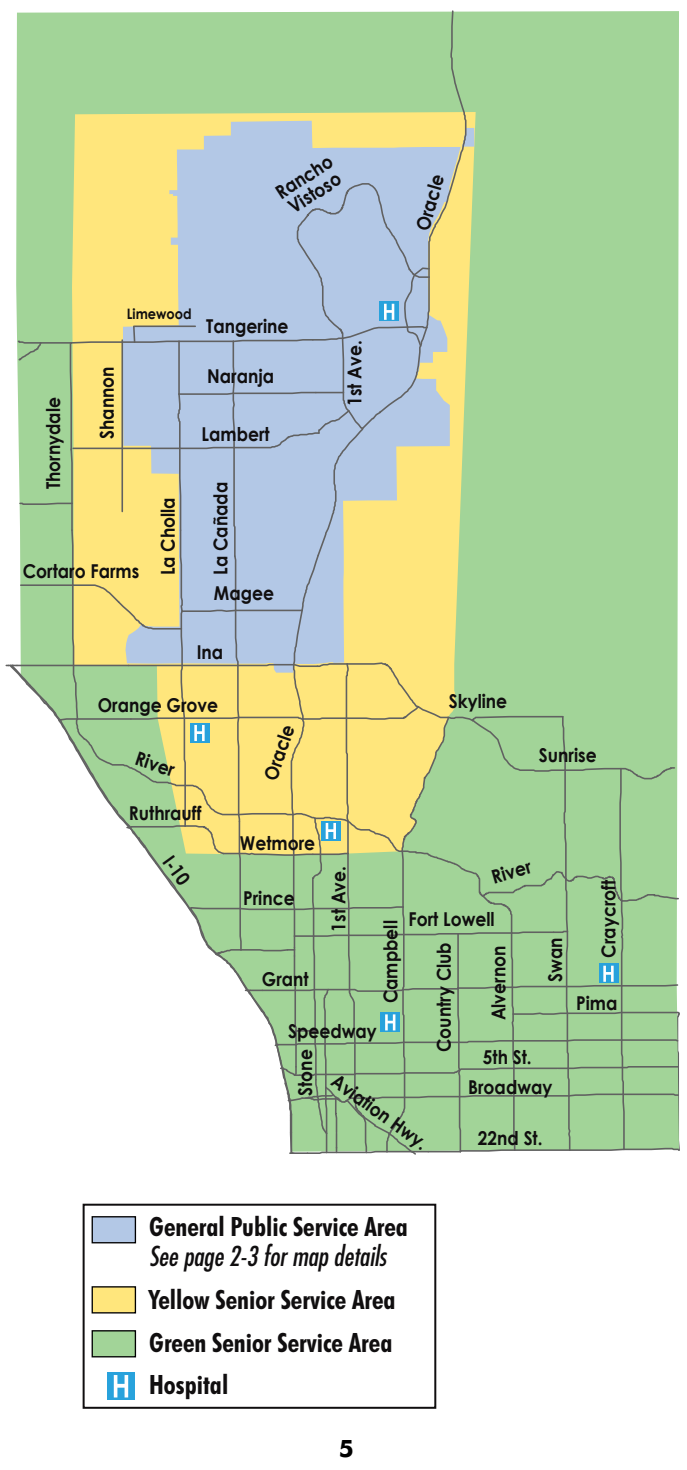 Rancho
Vistoso
Oracle
H
Limewood
Tangerine
1st Ave.
Naranja
Shannon
Thornydale
Lambert
La Cholla
La Cañada
Cortaro Farms
Magee
Ina
Skyline
Orange Grove
H
Oracle
Sunrise
River
Ruthrauff
H
Wetmore
I-10
River
Prince
1st Ave.
Fort Lowell
Craycroft
Campbell
Country Club
Alvernon
Swan
H
Grant
Pima
H
Speedway
Stone
5th St.
Aviation Hwy.
Broadway
22nd St.
General Public Service Area
See page 2-3 for map details
Yellow Senior Service Area
Green Senior Service Area
H Hospital
5